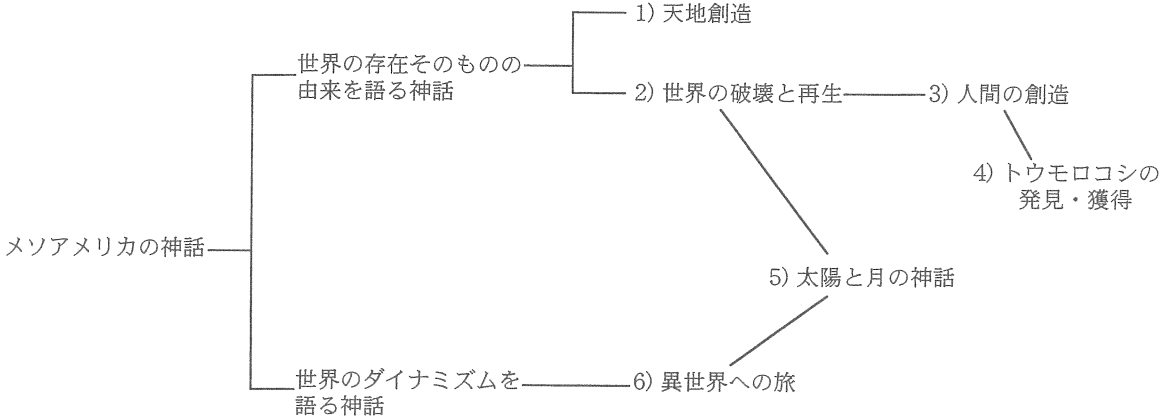 1) 天地創造
世界の存在そのものの
由来を語る神話
2) 世界の破壊と再生
3) 人間の創造
4) トウモロコシの
発見・獲得
メソアメリカの神話
5) 太陽と月の神話
世界のダイナミズムを
語る神話
6) 異世界への旅